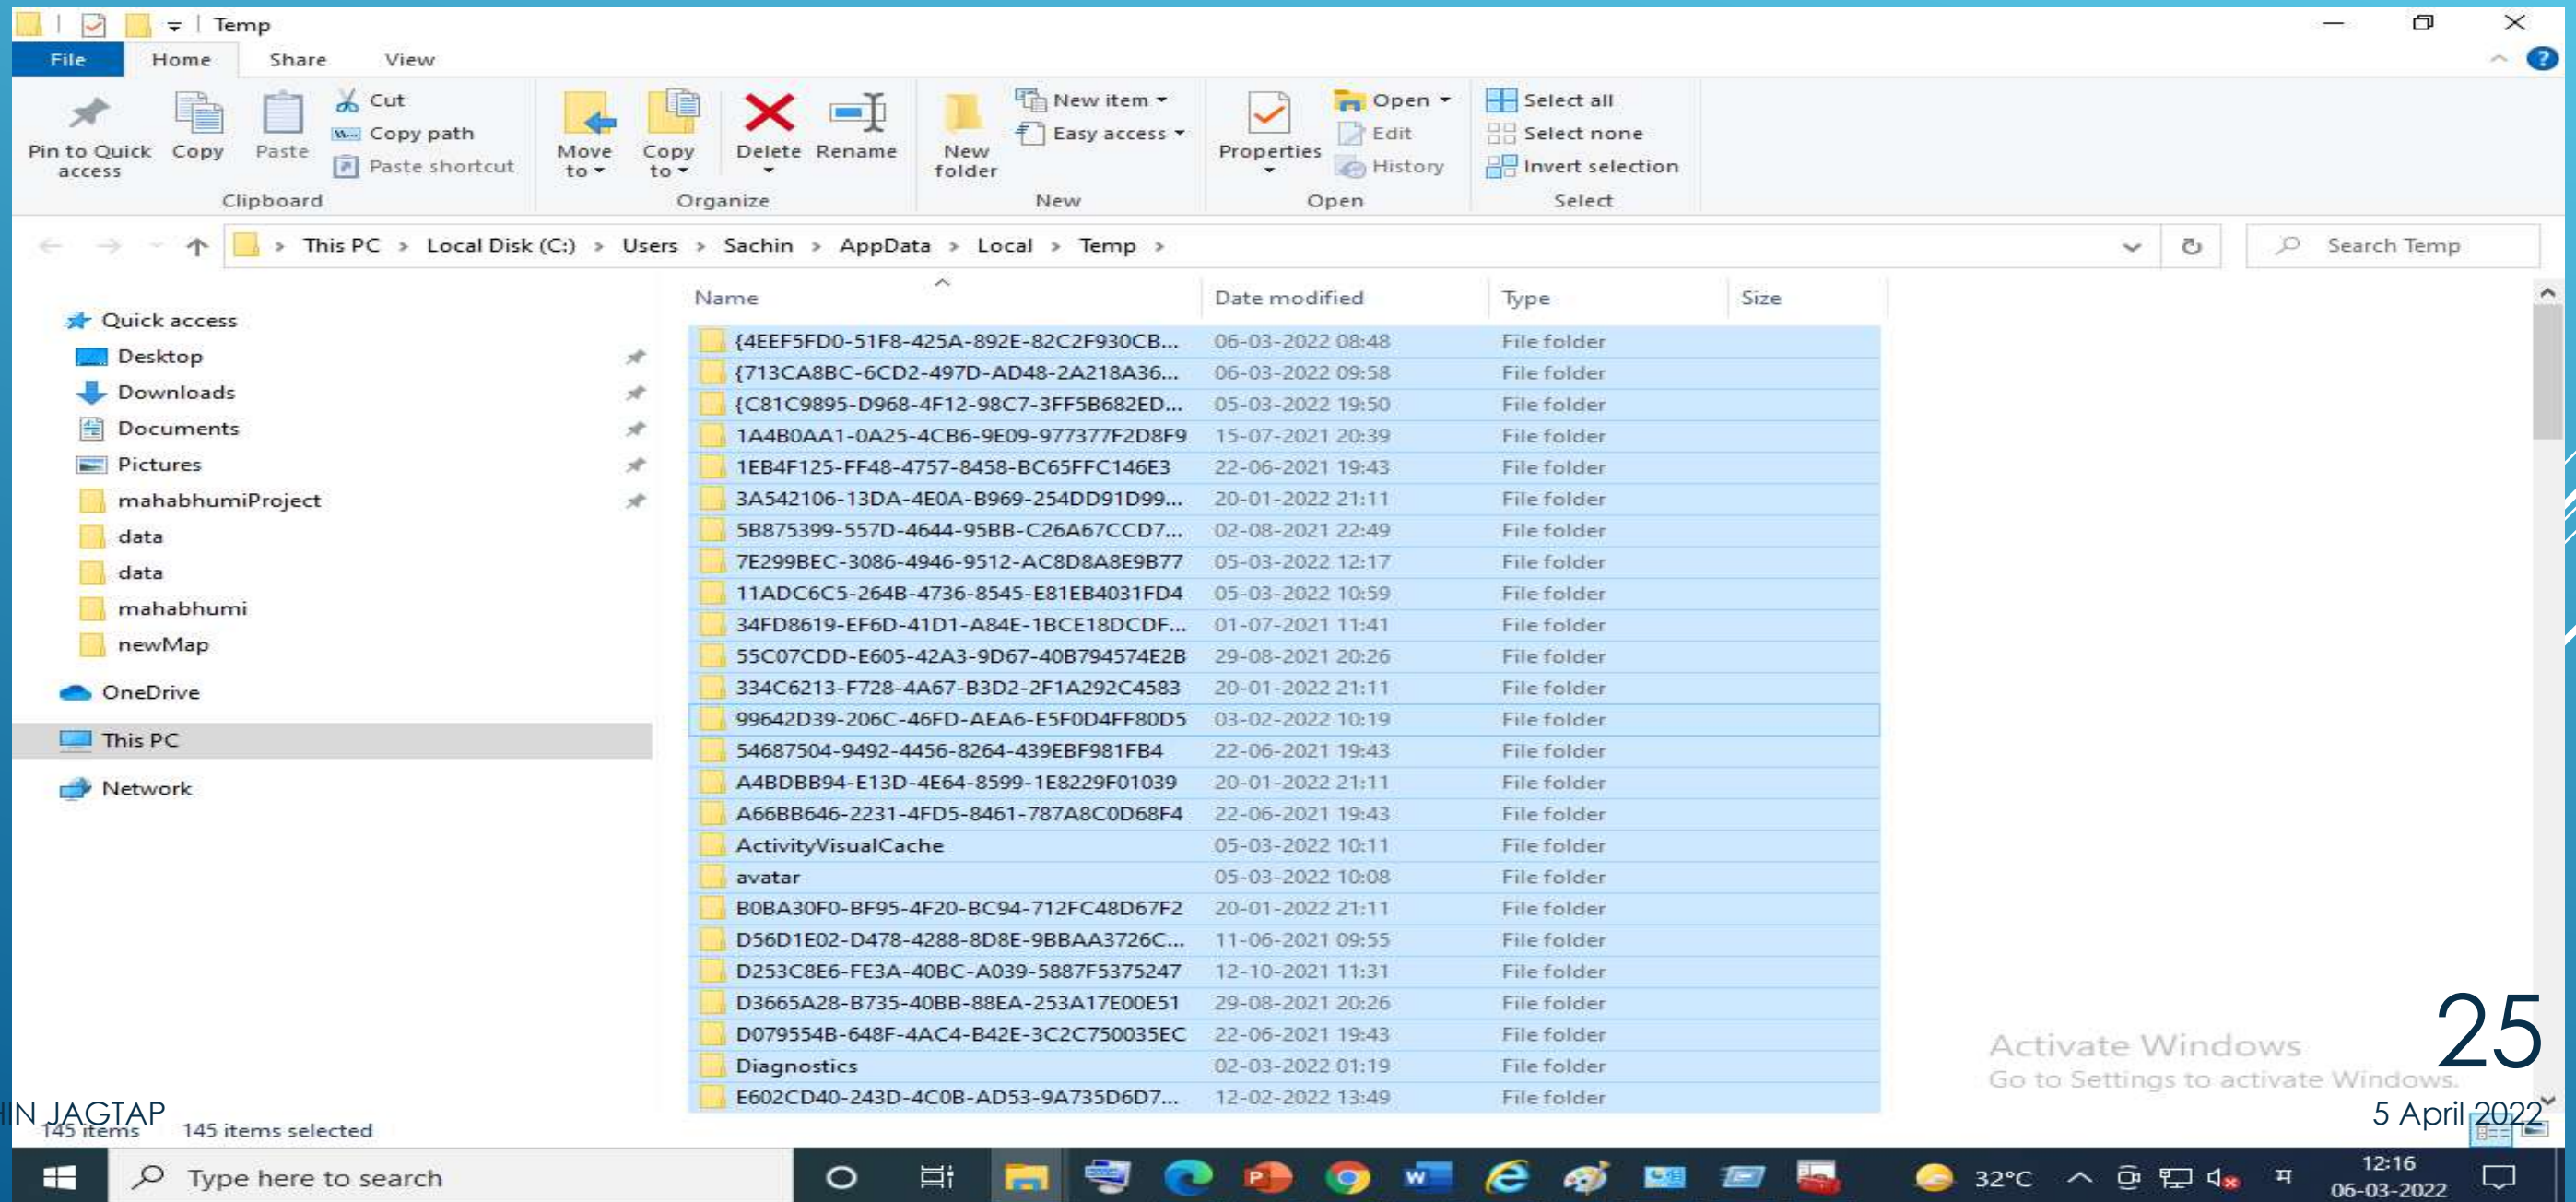 Temp
File Home Share View
Pin to Quick access
Copy
Paste
Cut
Copy path
Paste shortcut
Clipboard
Move to
Copy to
Delete
Rename
Organize
New folder
New item
Easy access
New
Properties
Open
Edit
History
Open
Select all
Select none
Invert selection
Select
This PC > Local Disk (C:) > Users > Sachin > AppData > Local > Temp >
Search Temp
Quick access
Desktop
Downloads
Documents
Pictures
mahabhumiProject
data
data
mahabhumi
newMap
OneDrive
This PC
Network
Name Date modified Type Size
{4EEF5FD0-51F8-425A-892E-82C2F930CB... 06-03-2022 08:48 File folder
{713CA8BC-6CD2-497D-AD48-2A218A36... 06-03-2022 09:58 File folder
{C81C9895-D968-4F12-98C7-3FF5B682ED... 05-03-2022 19:50 File folder
1A4B0AA1-0A25-4CB6-9E09-977377F2D8F9 15-07-2021 20:39 File folder
1EB4F125-FF48-4757-8458-BC65FFC146E3 22-06-2021 19:43 File folder
3A542106-13DA-4E0A-B969-254DD91D99... 20-01-2022 21:11 File folder
5B875399-557D-4644-95BB-C26A67CCD7... 02-08-2021 22:49 File folder
7E299BEC-3086-4946-9512-AC8D8A8E9B77 05-03-2022 12:17 File folder
11ADC6C5-264B-4736-8545-E81EB4031FD4 05-03-2022 10:59 File folder
34FD8619-EF6D-41D1-A84E-1BCE18DCDF... 01-07-2021 11:41 File folder
55C07CDD-E605-42A3-9D67-40B794574E2B 29-08-2021 20:26 File folder
334C6213-F728-4A67-B3D2-2F1A292C4583 20-01-2022 21:11 File folder
99642D39-206C-46FD-AEA6-E5F0D4FF80D5 03-02-2022 10:19 File folder
54687504-9492-4456-8264-439EBF981FB4 22-06-2021 19:43 File folder
A4BDBB94-E13D-4E64-8599-1E8229F01039 20-01-2022 21:11 File folder
A66BB646-2231-4FD5-8461-787A8C0D68F4 22-06-2021 19:43 File folder
ActivityVisualCache 05-03-2022 10:11 File folder
avatar 05-03-2022 10:08 File folder
B0BA30F0-BF95-4F20-BC94-712FC48D67F2 20-01-2022 21:11 File folder
D56D1E02-D478-4288-8D8E-9BBAA3726C... 11-06-2021 09:55 File folder
D253C8E6-FE3A-40BC-A039-5887F5375247 12-10-2021 11:31 File folder
D3665A28-B735-40BB-88EA-253A17E00E51 29-08-2021 20:26 File folder
D079554B-648F-4AC4-B42E-3C2C750035EC 22-06-2021 19:43 File folder
Diagnostics 02-03-2022 01:19 File folder
E602CD40-243D-4C0B-AD53-9A735D6D7... 12-02-2022 13:49 File folder
Activate Windows
Go to Settings to activate Windows.
25
IN JAGTAP
5 April 2022
145 items 145 items selected
Type here to search
32°C
12:16
06-03-2022